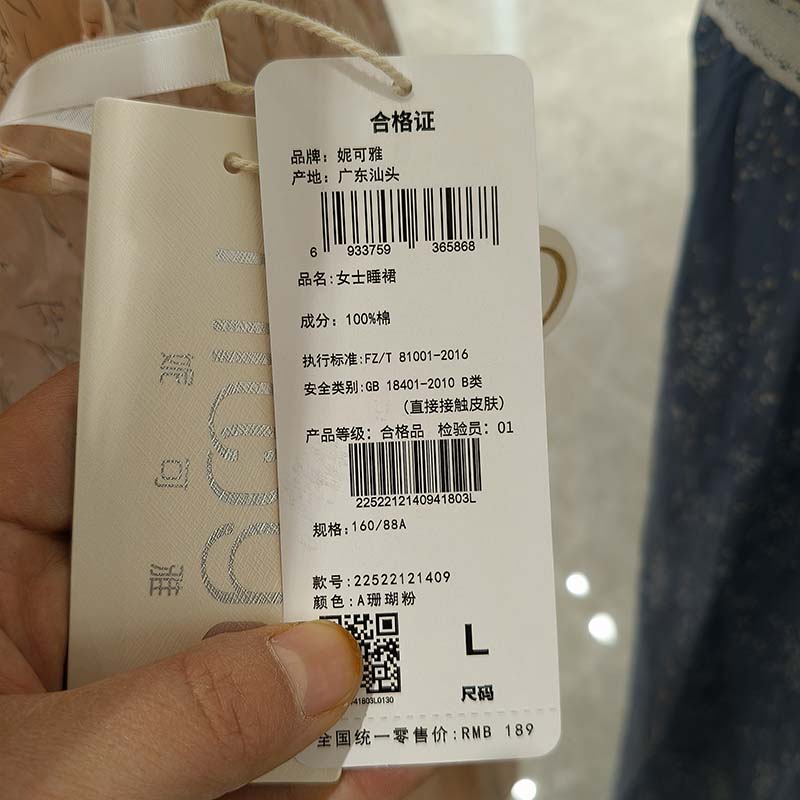 合格证
品牌：妮可雅
产地：广东汕头
6 933759 365868
品名:女士睡裙
成分：100%棉
执行标准:FZ/T 81001-2016
安全类别:GB 18401-2010 B类
（直接接触皮肤）
产品等级：合格品 检验员：01
2252212140941803L
规格:160/88A
款号:22522121409
颜色:A珊瑚粉
L
尺码
41803L0130
全国统一零售价:RMB 189
妮可雅